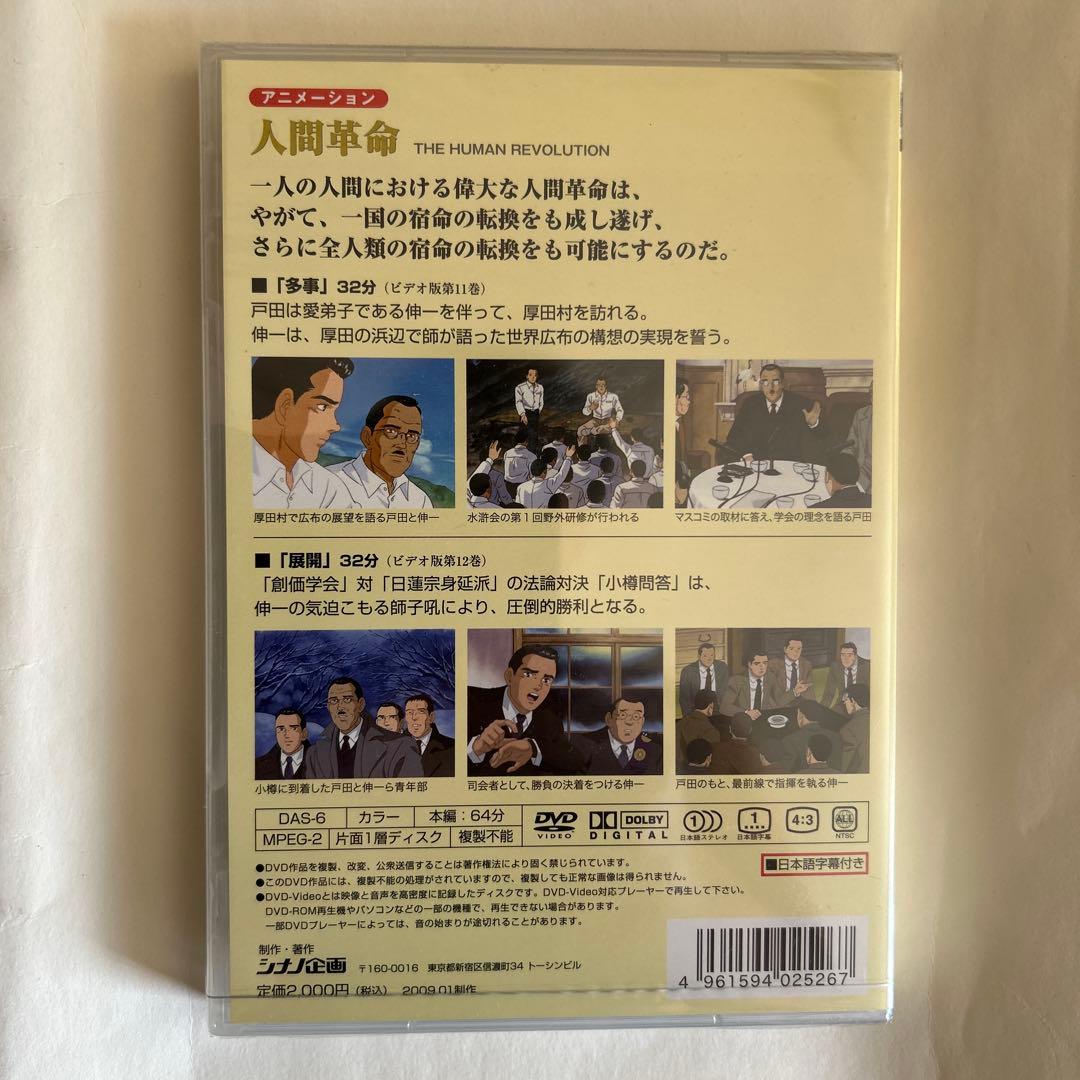 アニメーション
人間革命 THE HUMAN REVOLUTION
一人の人間における偉大な人間革命は、
やがて、一国の宿命の転換をも成し遂げ、
さらに全人類の宿命の転換をも可能にするのだ。
■「多事」32分（ビデオ版第11巻）
戸田は愛弟子である伸一を伴って、厚田村を訪れる。
伸一は、厚田の浜辺で師が語った世界広布の構想の実現を誓う。
厚田村で広布の展望を語る戸田と伸一
水滸会の第1回野外研修が行われる
マスコミの取材に答え、学会の理念を語る戸田
■「展開」32分（ビデオ版第12巻）
「創価学会」対「日蓮宗身延派」の法論対決「小樽問答」は、
伸一の気迫こもる師子吼により、圧倒的勝利となる。
小樽に到着した戸田と伸一ら青年部
司会者として、勝負の決着をつける伸一
戸田のもと、最前線で指揮を執る伸一
DAS-6 カラー 本編：64分
MPEG-2 片面1層ディスク 複製不能
DVD VIDEO
DOLBY DIGITAL
1 日本語ステレオ
1 日本語字幕
4:3
ALL NTSC
■日本語字幕付き
●DVD作品を複製、改変、公衆送信することは著作権法により固く禁じられています。
●このDVD作品には、複製不能の処理がされていますので、複製しても正常な画像は得られません。
●DVD-Videoとは映像と音声を高密度に記録したディスクです。DVD-Video対応プレーヤーで再生して下さい。
DVD-ROM再生機やパソコンなどの一部の機種で、再生できない場合があります。
一部DVDプレーヤーによっては、音の始まりが途切れることがあります。
制作・著作
シナノ企画 〒160-0016 東京都新宿区信濃町34 トーシンビル
定価2,000円（税込） 2009.01制作
4 961594 025267